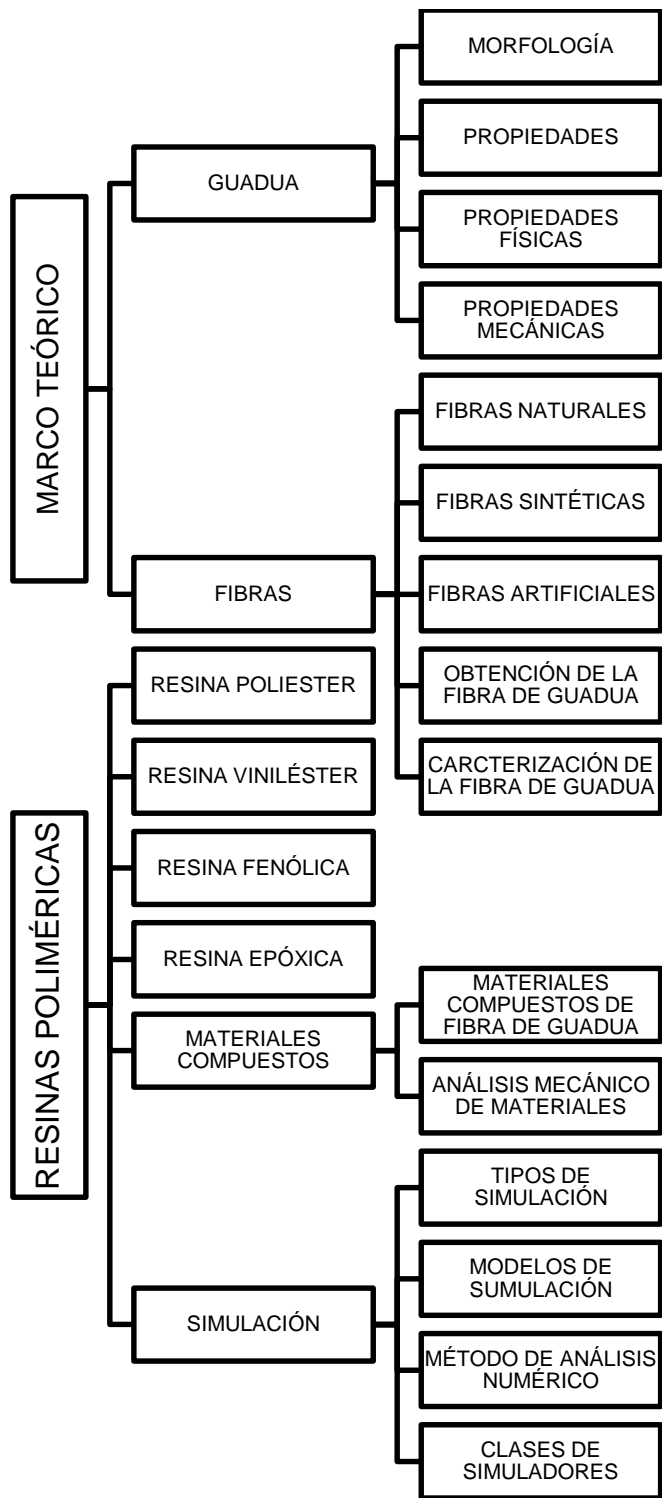 MARCO TEÓRICO
GUADUA
MORFOLOGÍA
PROPIEDADES
PROPIEDADES
FÍSICAS
PROPIEDADES
MECÁNICAS
FIBRAS
FIBRAS NATURALES
FIBRAS SINTÉTICAS
FIBRAS ARTIFICIALES
OBTENCIÓN DE LA
FIBRA DE GUADUA
CARCTERIZACIÓN DE
LA FIBRA DE GUADUA
RESINAS POLIMÉRICAS
RESINA POLIESTER
RESINA VINILÉSTER
RESINA FENÓLICA
RESINA EPÓXICA
MATERIALES
COMPUESTOS
MATERIALES
COMPUESTOS DE
FIBRA DE GUADUA
ANÁLISIS MECÁNICO
DE MATERIALES
SIMULACIÓN
TIPOS DE
SIMULACIÓN
MODELOS DE
SUMULACIÓN
MÉTODO DE ANÁLISIS
NUMÉRICO
CLASES DE
SIMULADORES